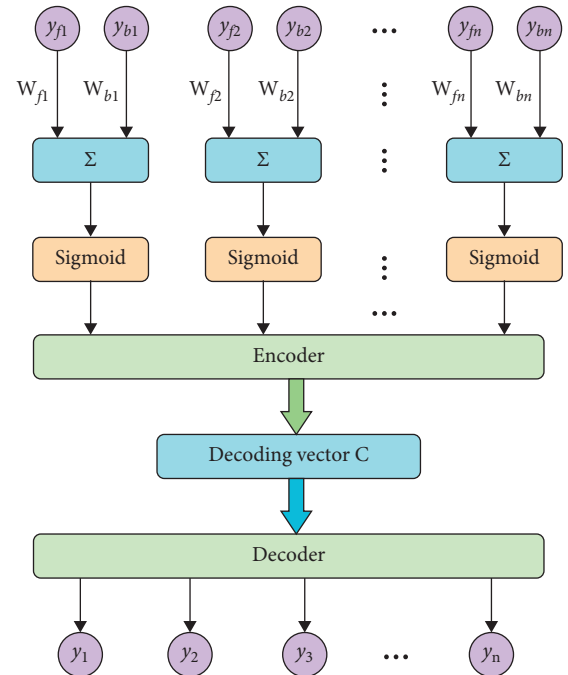 y_f1 y_b1 y_f2 y_b2 ... y_fn y_bn
W_f1 W_b1 W_f2 W_b2 W_fn W_bn
Σ Σ Σ
Sigmoid Sigmoid Sigmoid
...
Encoder
Decoding vector C
Decoder
y_1 y_2 y_3 ... y_n